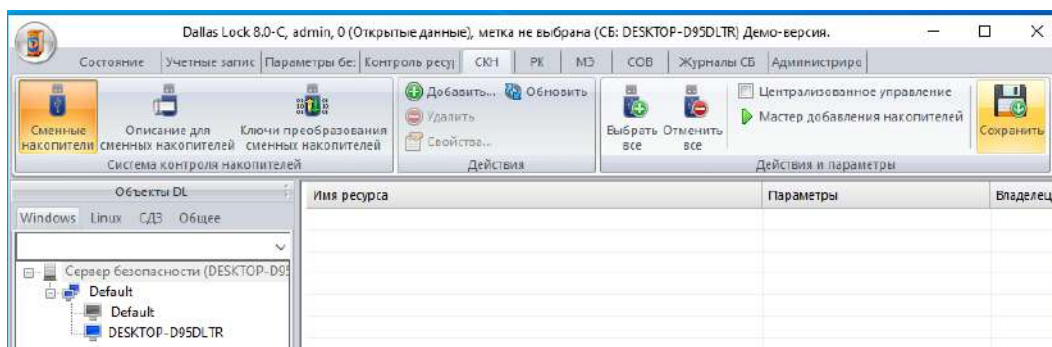 Dallas Lock 8.0-C, admin, 0 (Открытые данные), метка не выбрана (СБ: DESKTOP-D95DLTR) Демо-версия.
Состояние Учетные запис Параметры бе: Контроль ресу СКН РК МЭ СОВ Журналы СБ Администриро
Сменные накопители
Описание для сменных накопителей
Ключи преобразования сменных накопителей
Система контроля накопителей
Добавить... Обновить
Удалить
Свойства...
Действия
Выбрать все
Отменить все
Централизованное управление
Мастер добавления накопителей
Сохранить
Действия и параметры
Объекты DL
Windows Linux СДЗ Общее
Имя ресурса Параметры Владелец
Сервер безопасности (DESKTOP-D95
Default
Default
DESKTOP-D95DLTR